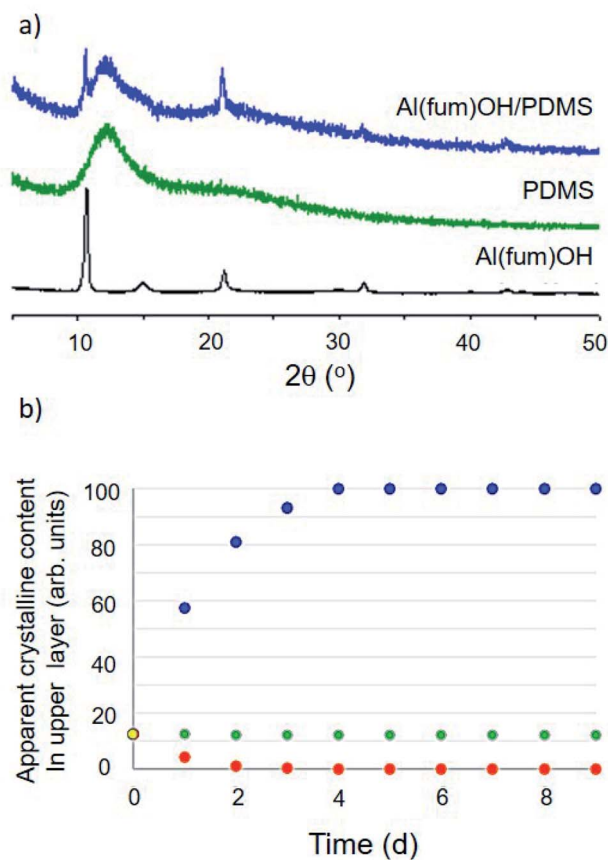 a)
Al(fum)OH/PDMS
PDMS
Al(fum)OH
10 20 30 40 50
2θ (o)
b)
Apparent crystalline content
In upper layer (arb. units)
100
80
60
40
20
0
0 2 4 6 8
Time (d)